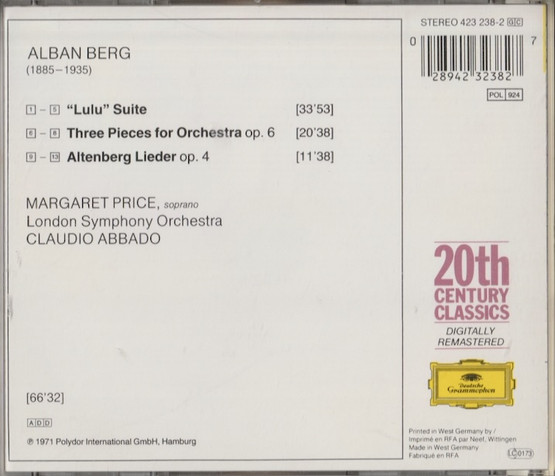 STEREO 423 238-2 GC
ALBAN BERG
(1885–1935)
0 28942 32382 7
POL 924
1 – 5 “Lulu” Suite [33'53]
6 – 8 Three Pieces for Orchestra op. 6 [20'38]
9 – 13 Altenberg Lieder op. 4 [11'38]
MARGARET PRICE, soprano
London Symphony Orchestra
CLAUDIO ABBADO
20th
CENTURY
CLASSICS
DIGITALLY
REMASTERED
Deutsche
Grammophon
[66'32]
ADD
℗ 1971 Polydor International GmbH, Hamburg
Printed in West Germany by /
Imprimé en RFA par Neef, Wittingen
Made in West Germany
Fabriqué en RFA
LC 0173